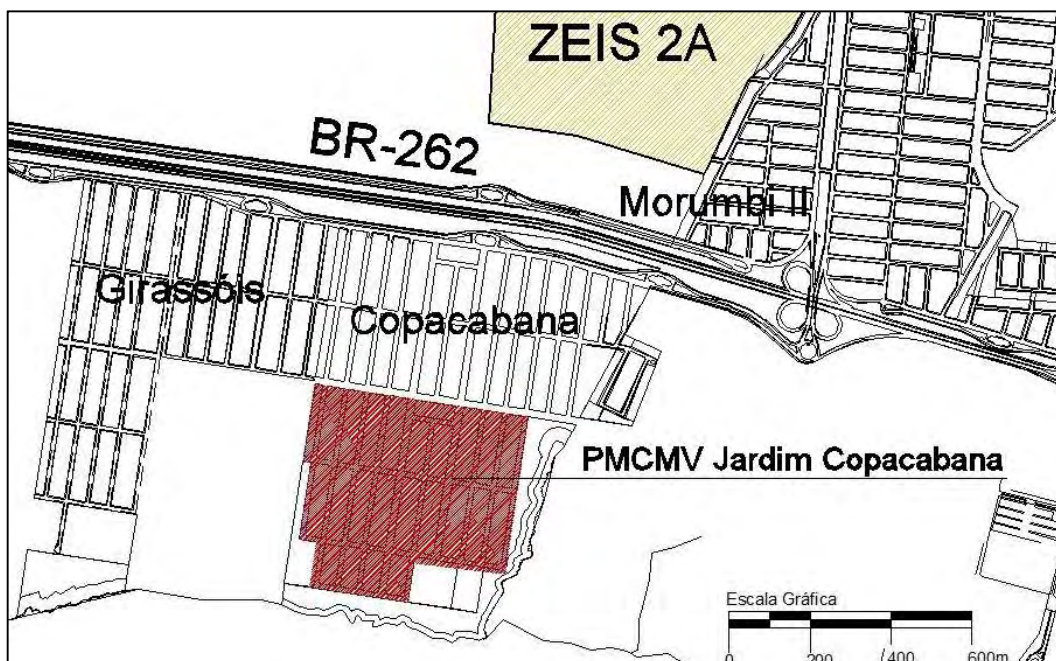 ZEIS 2A
BR-262
Morumbi II
Girassóis
Copacabana
PMCMV Jardim Copacabana
Escala Gráfica
0 200 400 600m